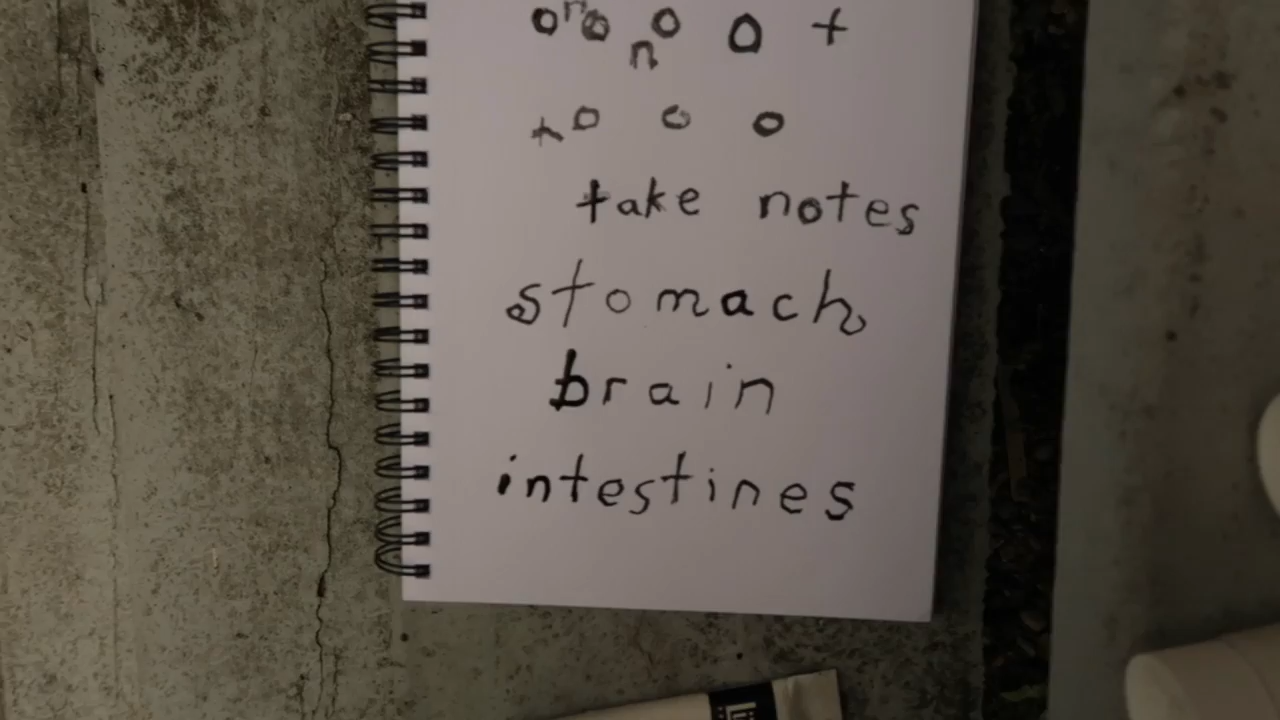 o n o n o o +
+ o o o
take notes
stomach
brain
intestines